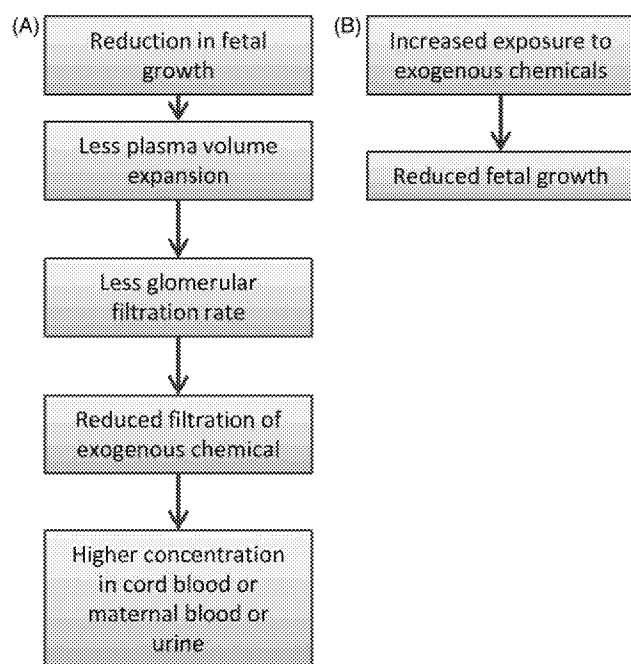 (A)
Reduction in fetal
growth
Less plasma volume
expansion
Less glomerular
filtration rate
Reduced filtration of
exogenous chemical
Higher concentration
in cord blood or
maternal blood or
urine
(B)
Increased exposure to
exogenous chemicals
Reduced fetal growth